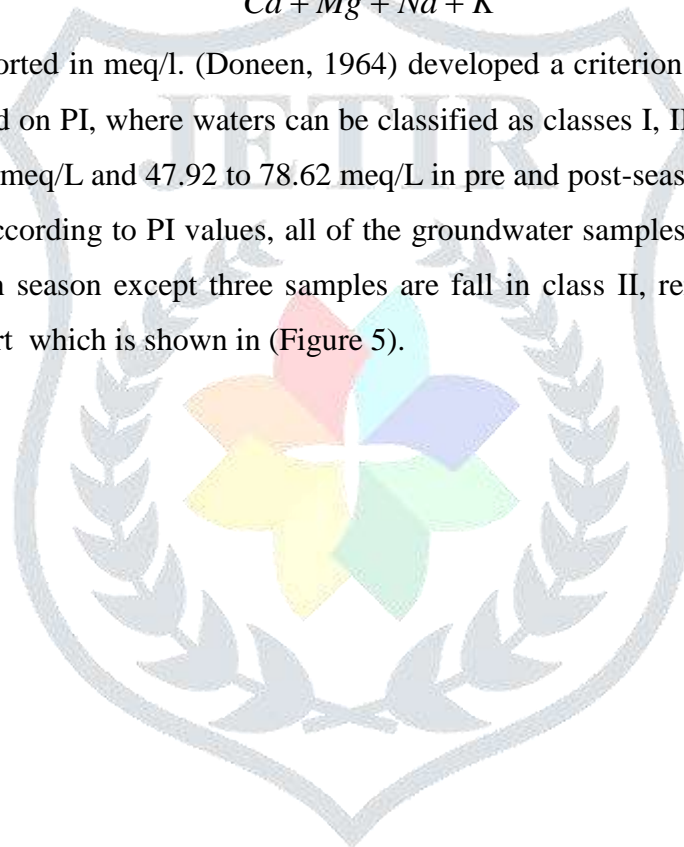 Ca + Mg + Na + K
orted in meq/l. (Doneen, 1964) developed a criterion
d on PI, where waters can be classified as classes I, II
meq/L and 47.92 to 78.62 meq/L in pre and post-seas
ccording to PI values, all of the groundwater samples
n season except three samples are fall in class II, re
rt which is shown in (Figure 5).
JETIR